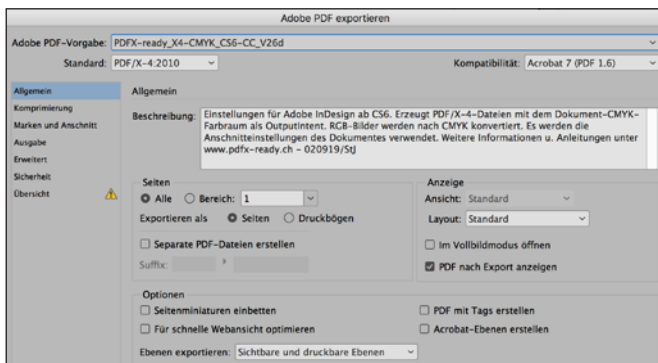 Adobe PDF exportieren
Adobe PDF-Vorgabe: PDFX-ready_X4-CMYK_CS6-CC_V26d
Standard: PDF/X-4:2010 Kompatibilität: Acrobat 7 (PDF 1.6)
Allgemein
Komprimierung
Marken und Anschnitt
Ausgabe
Erweitert
Sicherheit
Übersicht
Allgemein
Beschreibung: Einstellungen für Adobe InDesign ab CS6. Erzeugt PDF/X-4-Dateien mit dem Dokument-CMYK-
Farbraum als OutputIntent. RGB-Bilder werden nach CMYK konvertiert. Es werden die
Anschnitteinstellungen des Dokumentes verwendet. Weitere Informationen u. Anleitungen unter
www.pdfx-ready.ch - 020919/StJ
Seiten
Alle Bereich: 1
Exportieren als Seiten Druckbögen
Separate PDF-Dateien erstellen
Suffix:
Anzeige
Ansicht: Standard
Layout: Standard
Im Vollbildmodus öffnen
PDF nach Export anzeigen
Optionen
Seitenminiaturen einbetten PDF mit Tags erstellen
Für schnelle Webansicht optimieren Acrobat-Ebenen erstellen
Ebenen exportieren: Sichtbare und druckbare Ebenen